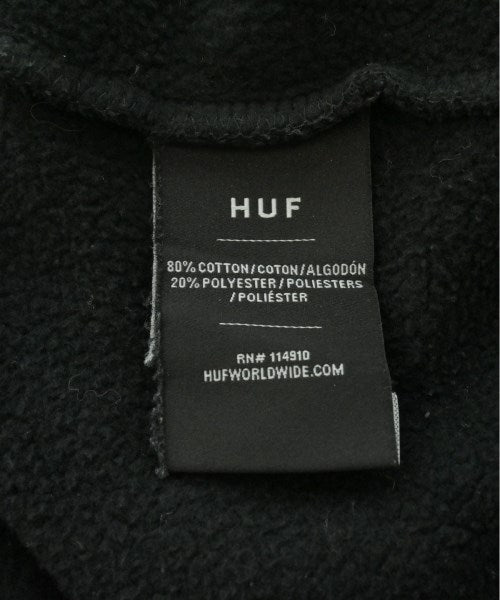 HUF
80% COTTON/COTON/ALGODÓN
20% POLYESTER/POLIESTERS
/POLIÉSTER
RN# 114910
HUFWORLDWIDE.COM